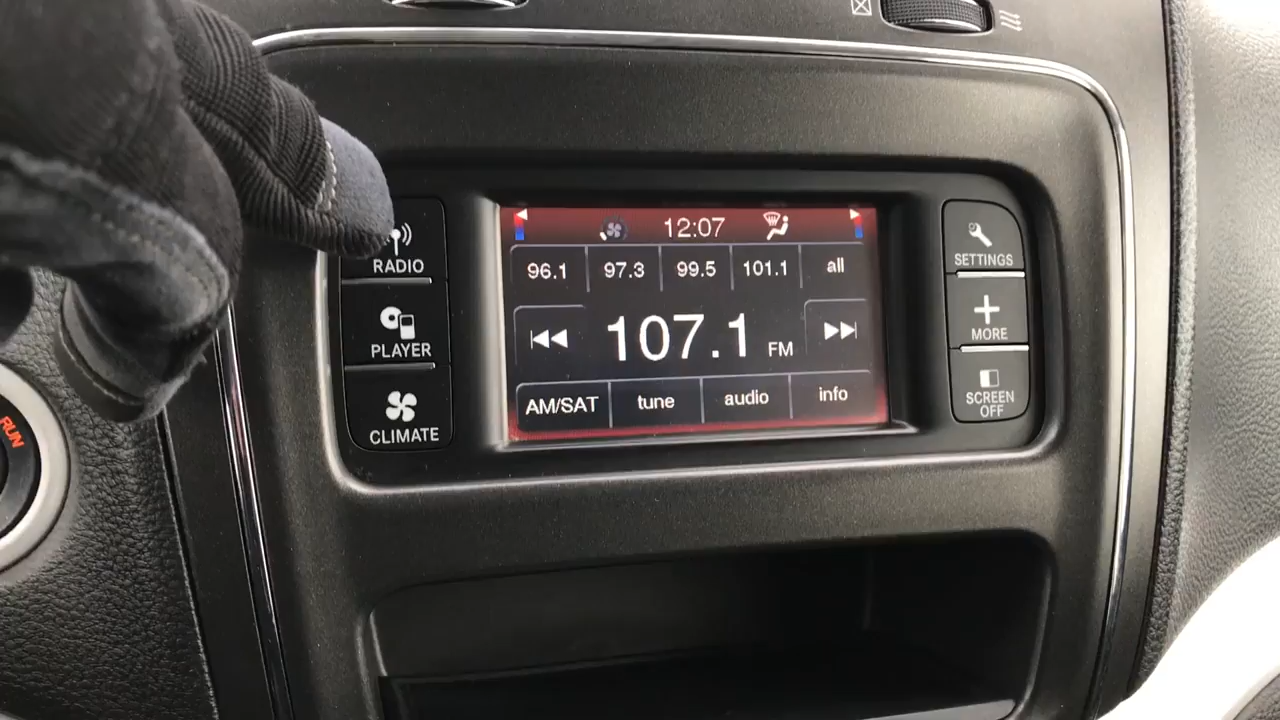 12:07
96.1 97.3 99.5 101.1 all
107.1 FM
AM/SAT tune audio info
RADIO
PLAYER
CLIMATE
SETTINGS
MORE
SCREEN
OFF
RUN